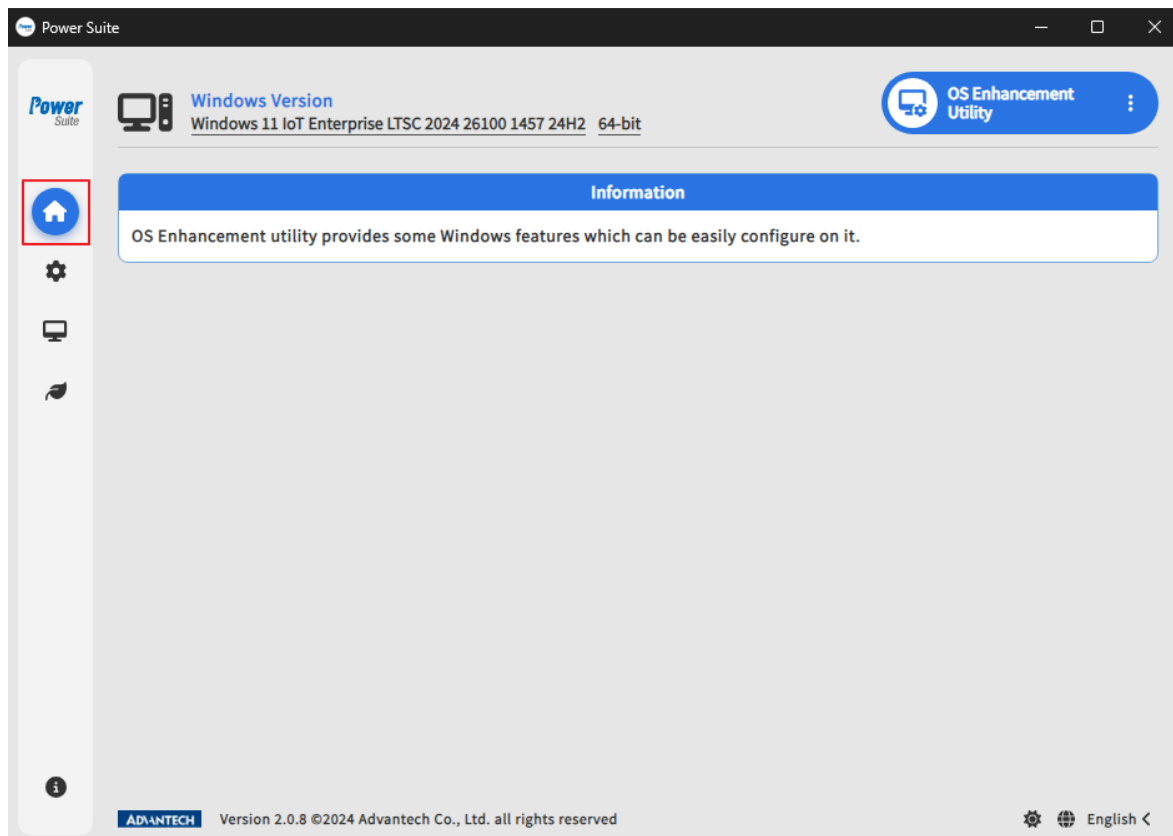 Power Suite
Power
Suite
Windows Version
Windows 11 IoT Enterprise LTSC 2024 26100 1457 24H2 64-bit
OS Enhancement
Utility
Information
OS Enhancement utility provides some Windows features which can be easily configure on it.
ADVANTECH Version 2.0.8 ©2024 Advantech Co., Ltd. all rights reserved
English